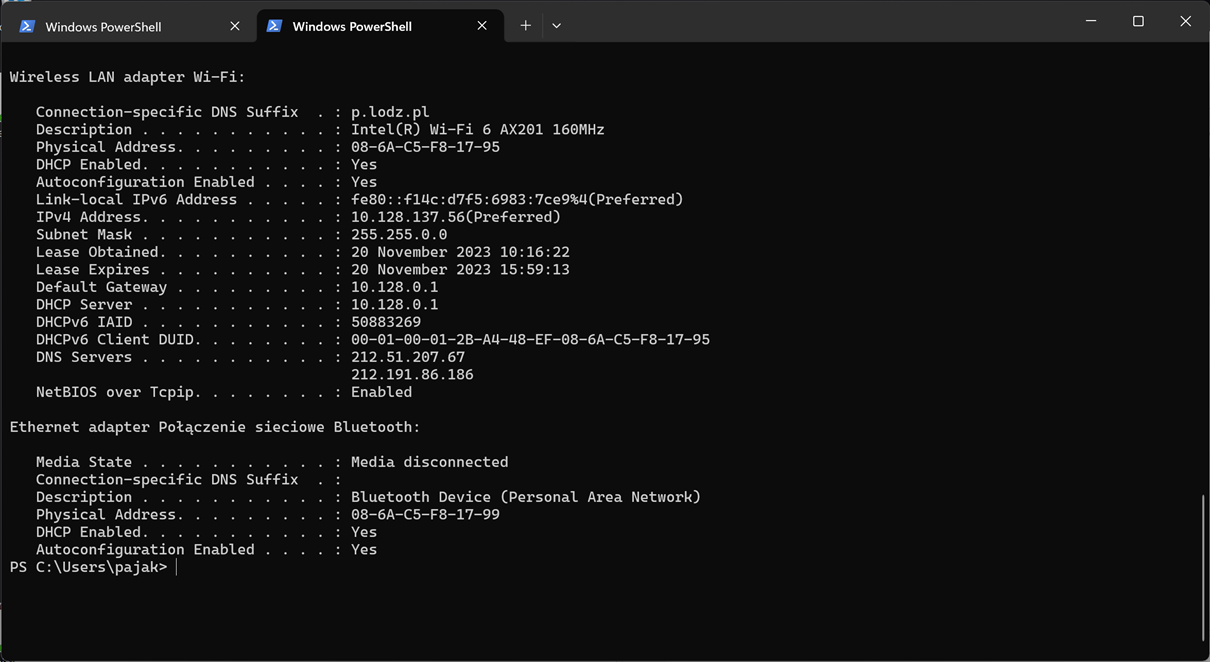 Windows PowerShell
Windows PowerShell
Wireless LAN adapter Wi-Fi:
   Connection-specific DNS Suffix  . : p.lodz.pl
   Description . . . . . . . . . . . : Intel(R) Wi-Fi 6 AX201 160MHz
   Physical Address. . . . . . . . . : 08-6A-C5-F8-17-95
   DHCP Enabled. . . . . . . . . . . : Yes
   Autoconfiguration Enabled . . . . : Yes
   Link-local IPv6 Address . . . . . : fe80::f14c:d7f5:6983:7ce9%4(Preferred)
   IPv4 Address. . . . . . . . . . . : 10.128.137.56(Preferred)
   Subnet Mask . . . . . . . . . . . : 255.255.0.0
   Lease Obtained. . . . . . . . . . : 20 November 2023 10:16:22
   Lease Expires . . . . . . . . . . : 20 November 2023 15:59:13
   Default Gateway . . . . . . . . . : 10.128.0.1
   DHCP Server . . . . . . . . . . . : 10.128.0.1
   DHCPv6 IAID . . . . . . . . . . . : 50883269
   DHCPv6 Client DUID. . . . . . . . : 00-01-00-01-2B-A4-48-EF-08-6A-C5-F8-17-95
   DNS Servers . . . . . . . . . . . : 212.51.207.67
                                       212.191.86.186
   NetBIOS over Tcpip. . . . . . . . : Enabled
Ethernet adapter Połączenie sieciowe Bluetooth:
   Media State . . . . . . . . . . . : Media disconnected
   Connection-specific DNS Suffix  . :
   Description . . . . . . . . . . . : Bluetooth Device (Personal Area Network)
   Physical Address. . . . . . . . . : 08-6A-C5-F8-17-99
   DHCP Enabled. . . . . . . . . . . : Yes
   Autoconfiguration Enabled . . . . : Yes
PS C:\Users\pajak>